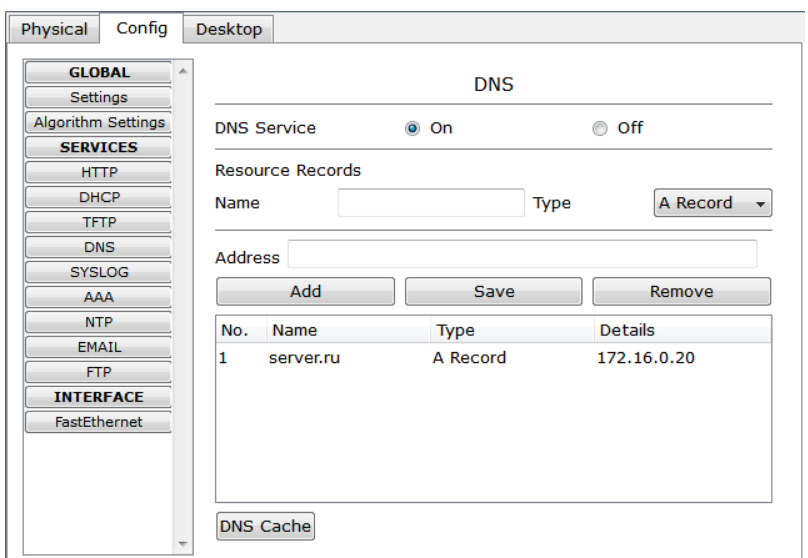 Physical Config Desktop
GLOBAL
Settings
Algorithm Settings
SERVICES
HTTP
DHCP
TFTP
DNS
SYSLOG
AAA
NTP
EMAIL
FTP
INTERFACE
FastEthernet
DNS
DNS Service On Off
Resource Records
Name Type A Record
Address
Add Save Remove
No. Name Type Details
1 server.ru A Record 172.16.0.20
DNS Cache